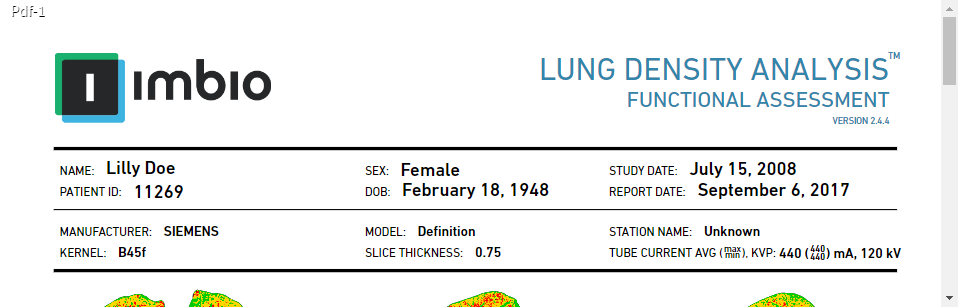 Pdf-1
imbio
LUNG DENSITY ANALYSIS™
FUNCTIONAL ASSESSMENT
VERSION 2.4.4
NAME: Lilly Doe SEX: Female STUDY DATE: July 15, 2008
PATIENT ID: 11269 DOB: February 18, 1948 REPORT DATE: September 6, 2017
MANUFACTURER: SIEMENS MODEL: Definition STATION NAME: Unknown
KERNEL: B45f SLICE THICKNESS: 0.75 TUBE CURRENT AVG (max/min), KVP: 440 (440/440) mA, 120 kV